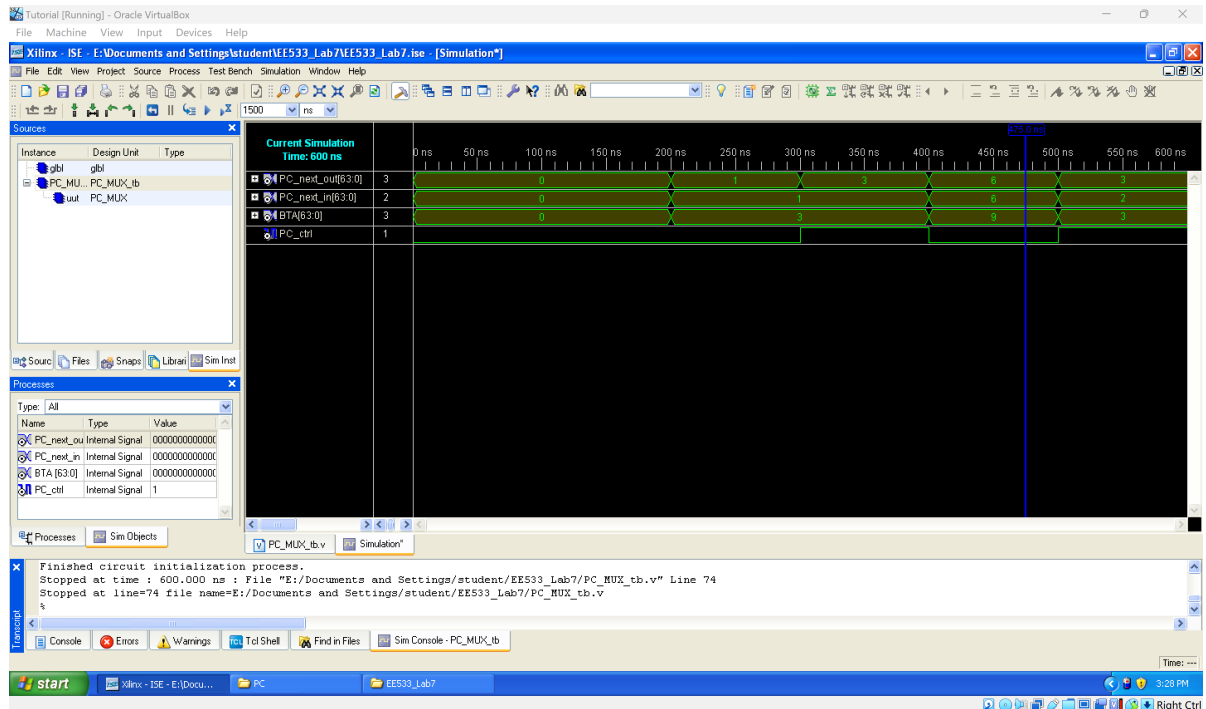 Tutorial [Running] - Oracle VirtualBox
File Machine View Input Devices Help
Xilinx - ISE - E:\Documents and Settings\student\EE533_Lab7\EE533_Lab7.ise - [Simulation*]
File Edit View Project Source Process Test Bench Simulation Window Help
1500 ns
Sources
Instance Design Unit Type
glbl glbl
PC_MU... PC_MUX_tb
uut PC_MUX
Sourc Files Snaps Librari Sim Inst
Processes
Type: All
Name Type Value
PC_next_ou Internal Signal 000000000000
PC_next_in Internal Signal 000000000000
BTA [63:0] Internal Signal 000000000000
PC_ctrl Internal Signal 1
Processes Sim Objects
475.0 ns
Current Simulation
Time: 600 ns
0 ns 50 ns 100 ns 150 ns 200 ns 250 ns 300 ns 350 ns 400 ns 450 ns 500 ns 550 ns 600 ns
PC_next_out[63:0] 3 0 1 3 6 3
PC_next_in[63:0] 2 0 1 6 2
BTA[63:0] 3 0 3 9 3
PC_ctrl 1
PC_MUX_tb.v Simulation*
Finished circuit initialization process.
Stopped at time : 600.000 ns : File "E:/Documents and Settings/student/EE533_Lab7/PC_MUX_tb.v" Line 74
Stopped at line=74 file name=E:/Documents and Settings/student/EE533_Lab7/PC_MUX_tb.v
%
Transcript
Console Errors Warnings Tcl Shell Find in Files Sim Console - PC_MUX_tb
Time: ---
start Xilinx - ISE - E:\Docu... PC EE533_Lab7 3:28 PM
Right Ctrl